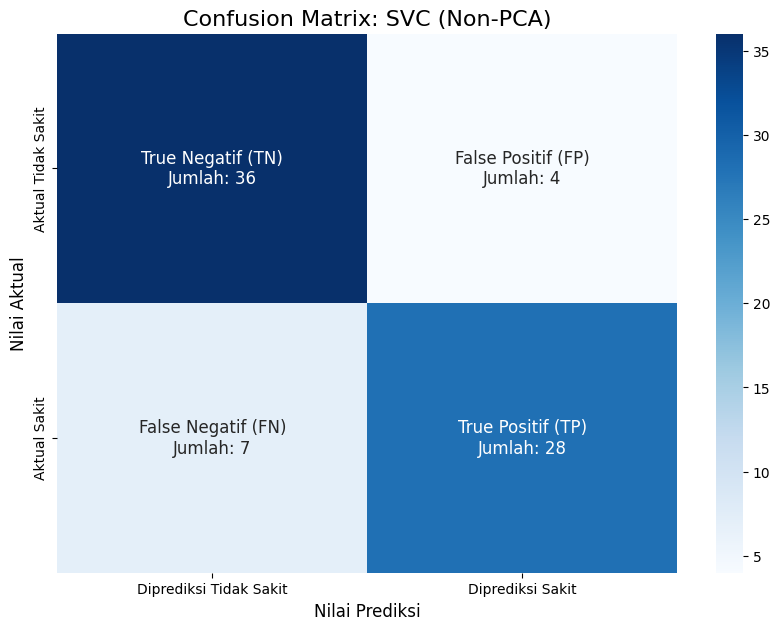 Confusion Matrix: SVC (Non-PCA)
Nilai Aktual
Aktual Tidak Sakit
Aktual Sakit
True Negatif (TN)
Jumlah: 36
False Positif (FP)
Jumlah: 4
False Negatif (FN)
Jumlah: 7
True Positif (TP)
Jumlah: 28
Diprediksi Tidak Sakit
Diprediksi Sakit
Nilai Prediksi
35
30
25
20
15
10
5